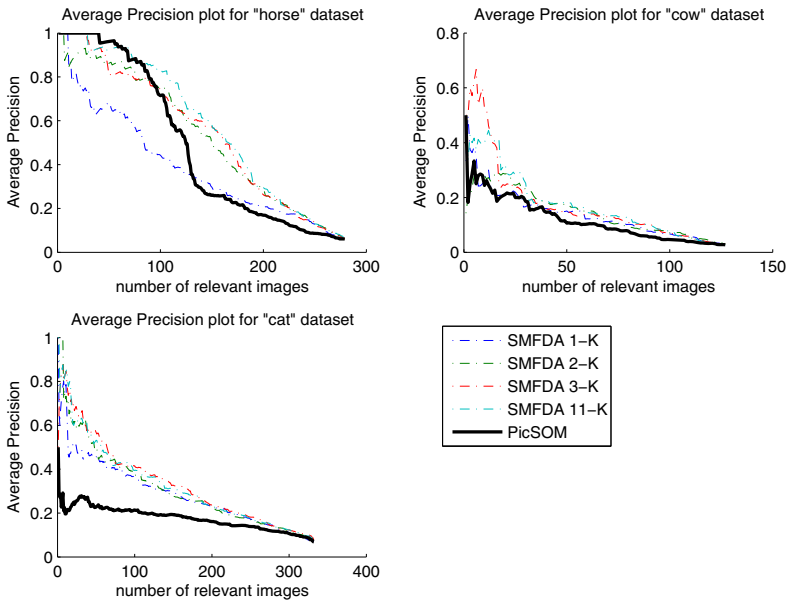 Average Precision plot for "horse" dataset
1
0.8
0.6
0.4
0.2
0
Average Precision
0
100
200
300
number of relevant images
Average Precision plot for "cow" dataset
0.8
0.6
0.4
0.2
0
Average Precision
0
50
100
150
number of relevant images
Average Precision plot for "cat" dataset
1
0.8
0.6
0.4
0.2
0
Average Precision
0
100
200
300
400
number of relevant images
SMFDA 1−K
SMFDA 2−K
SMFDA 3−K
SMFDA 11−K
PicSOM